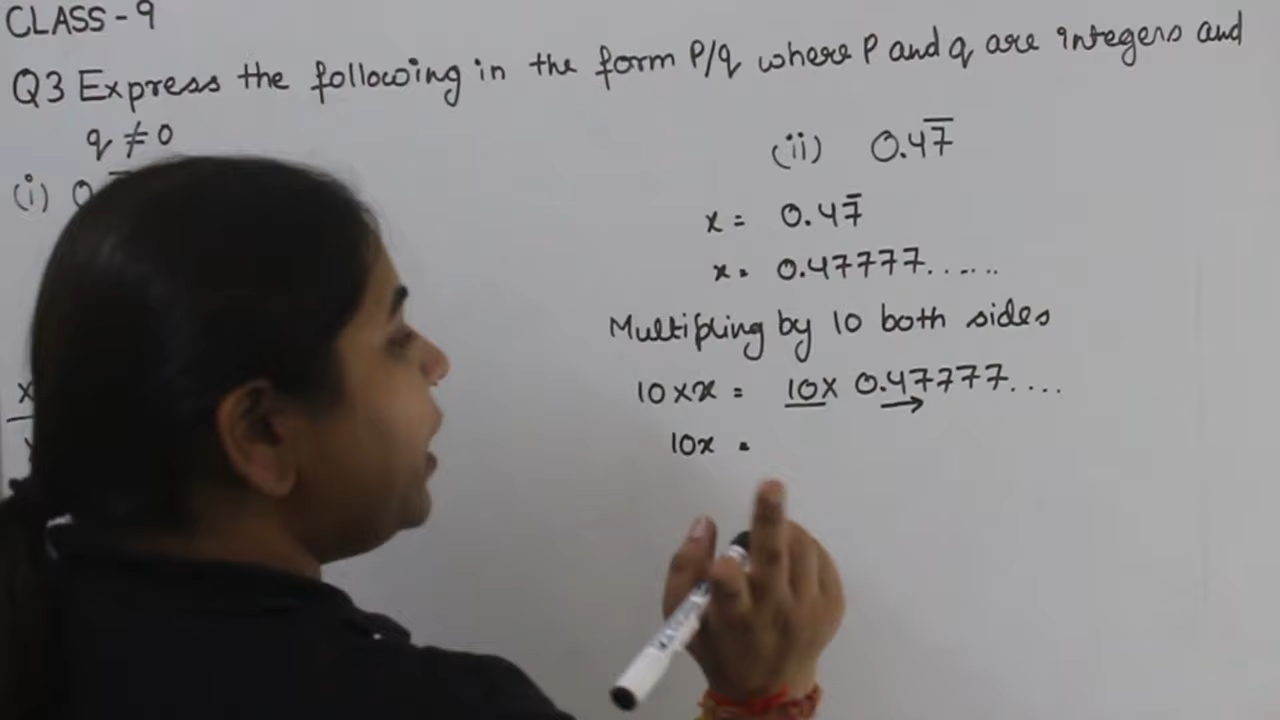 CLASS - 9
Q3 Express the following in the form P/q where P and q are integers and
q ≠ 0
(i) 0
(ii) 0.47̅
x = 0.47̅
x = 0.47777......
Multipling by 10 both sides
10 × x = 10 × 0.47777....
10x =
x